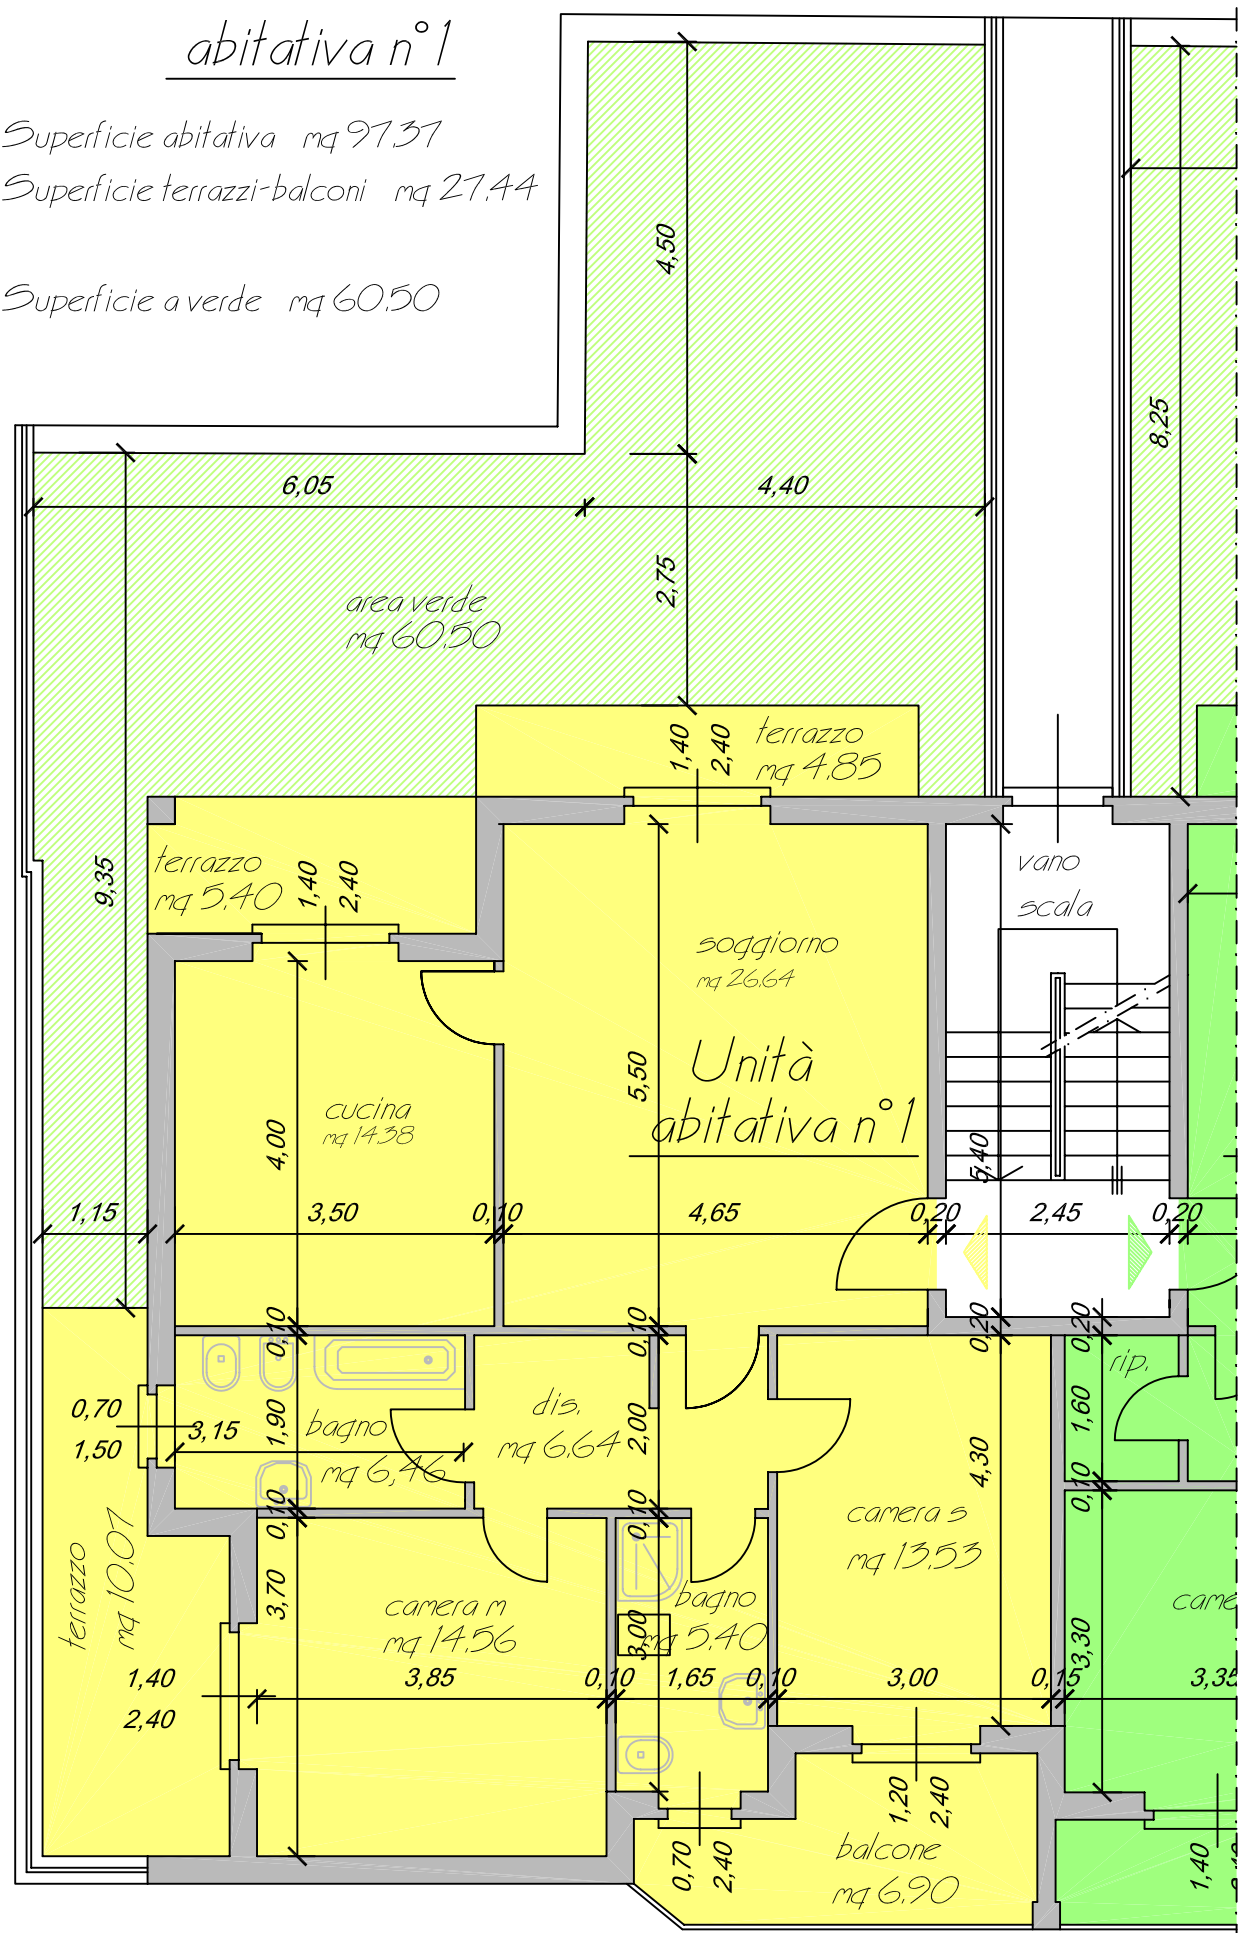 abitativa n°1
Superficie abitativa mq 97.37
Superficie terrazzi-balconi mq 27.44
Superficie a verde mq 60.50
4,50
8,25
6,05
4,40
2,75
area verde
mq 60.50
1,40
2,40
terrazzo
mq 4.85
9,35
terrazzo
mq 5.40
1,40
2,40
vano
scala
soggiorno
mq 26.64
Unità
abitativa n°1
5,50
cucina
mq 14.38
4,00
5,40
1,15
3,50
0,10
4,65
0,20
2,45
0,20
0,10
0,10
0,20
0,20
rip.
0,70
1,50
3,15
1,90
bagno
mq 6,46
dis.
mq 6.64
2,00
1,60
4,30
0,10
0,10
0,10
camera s
mq 13.53
terrazzo
mq 10.07
3,70
camera m
mq 14.56
bagno
mq 5.40
3,00
came
3,30
1,40
2,40
3,85
0,10
1,65
0,10
3,00
0,15
3,35
1,20
2,40
0,70
2,40
balcone
mq 6.90
1,40